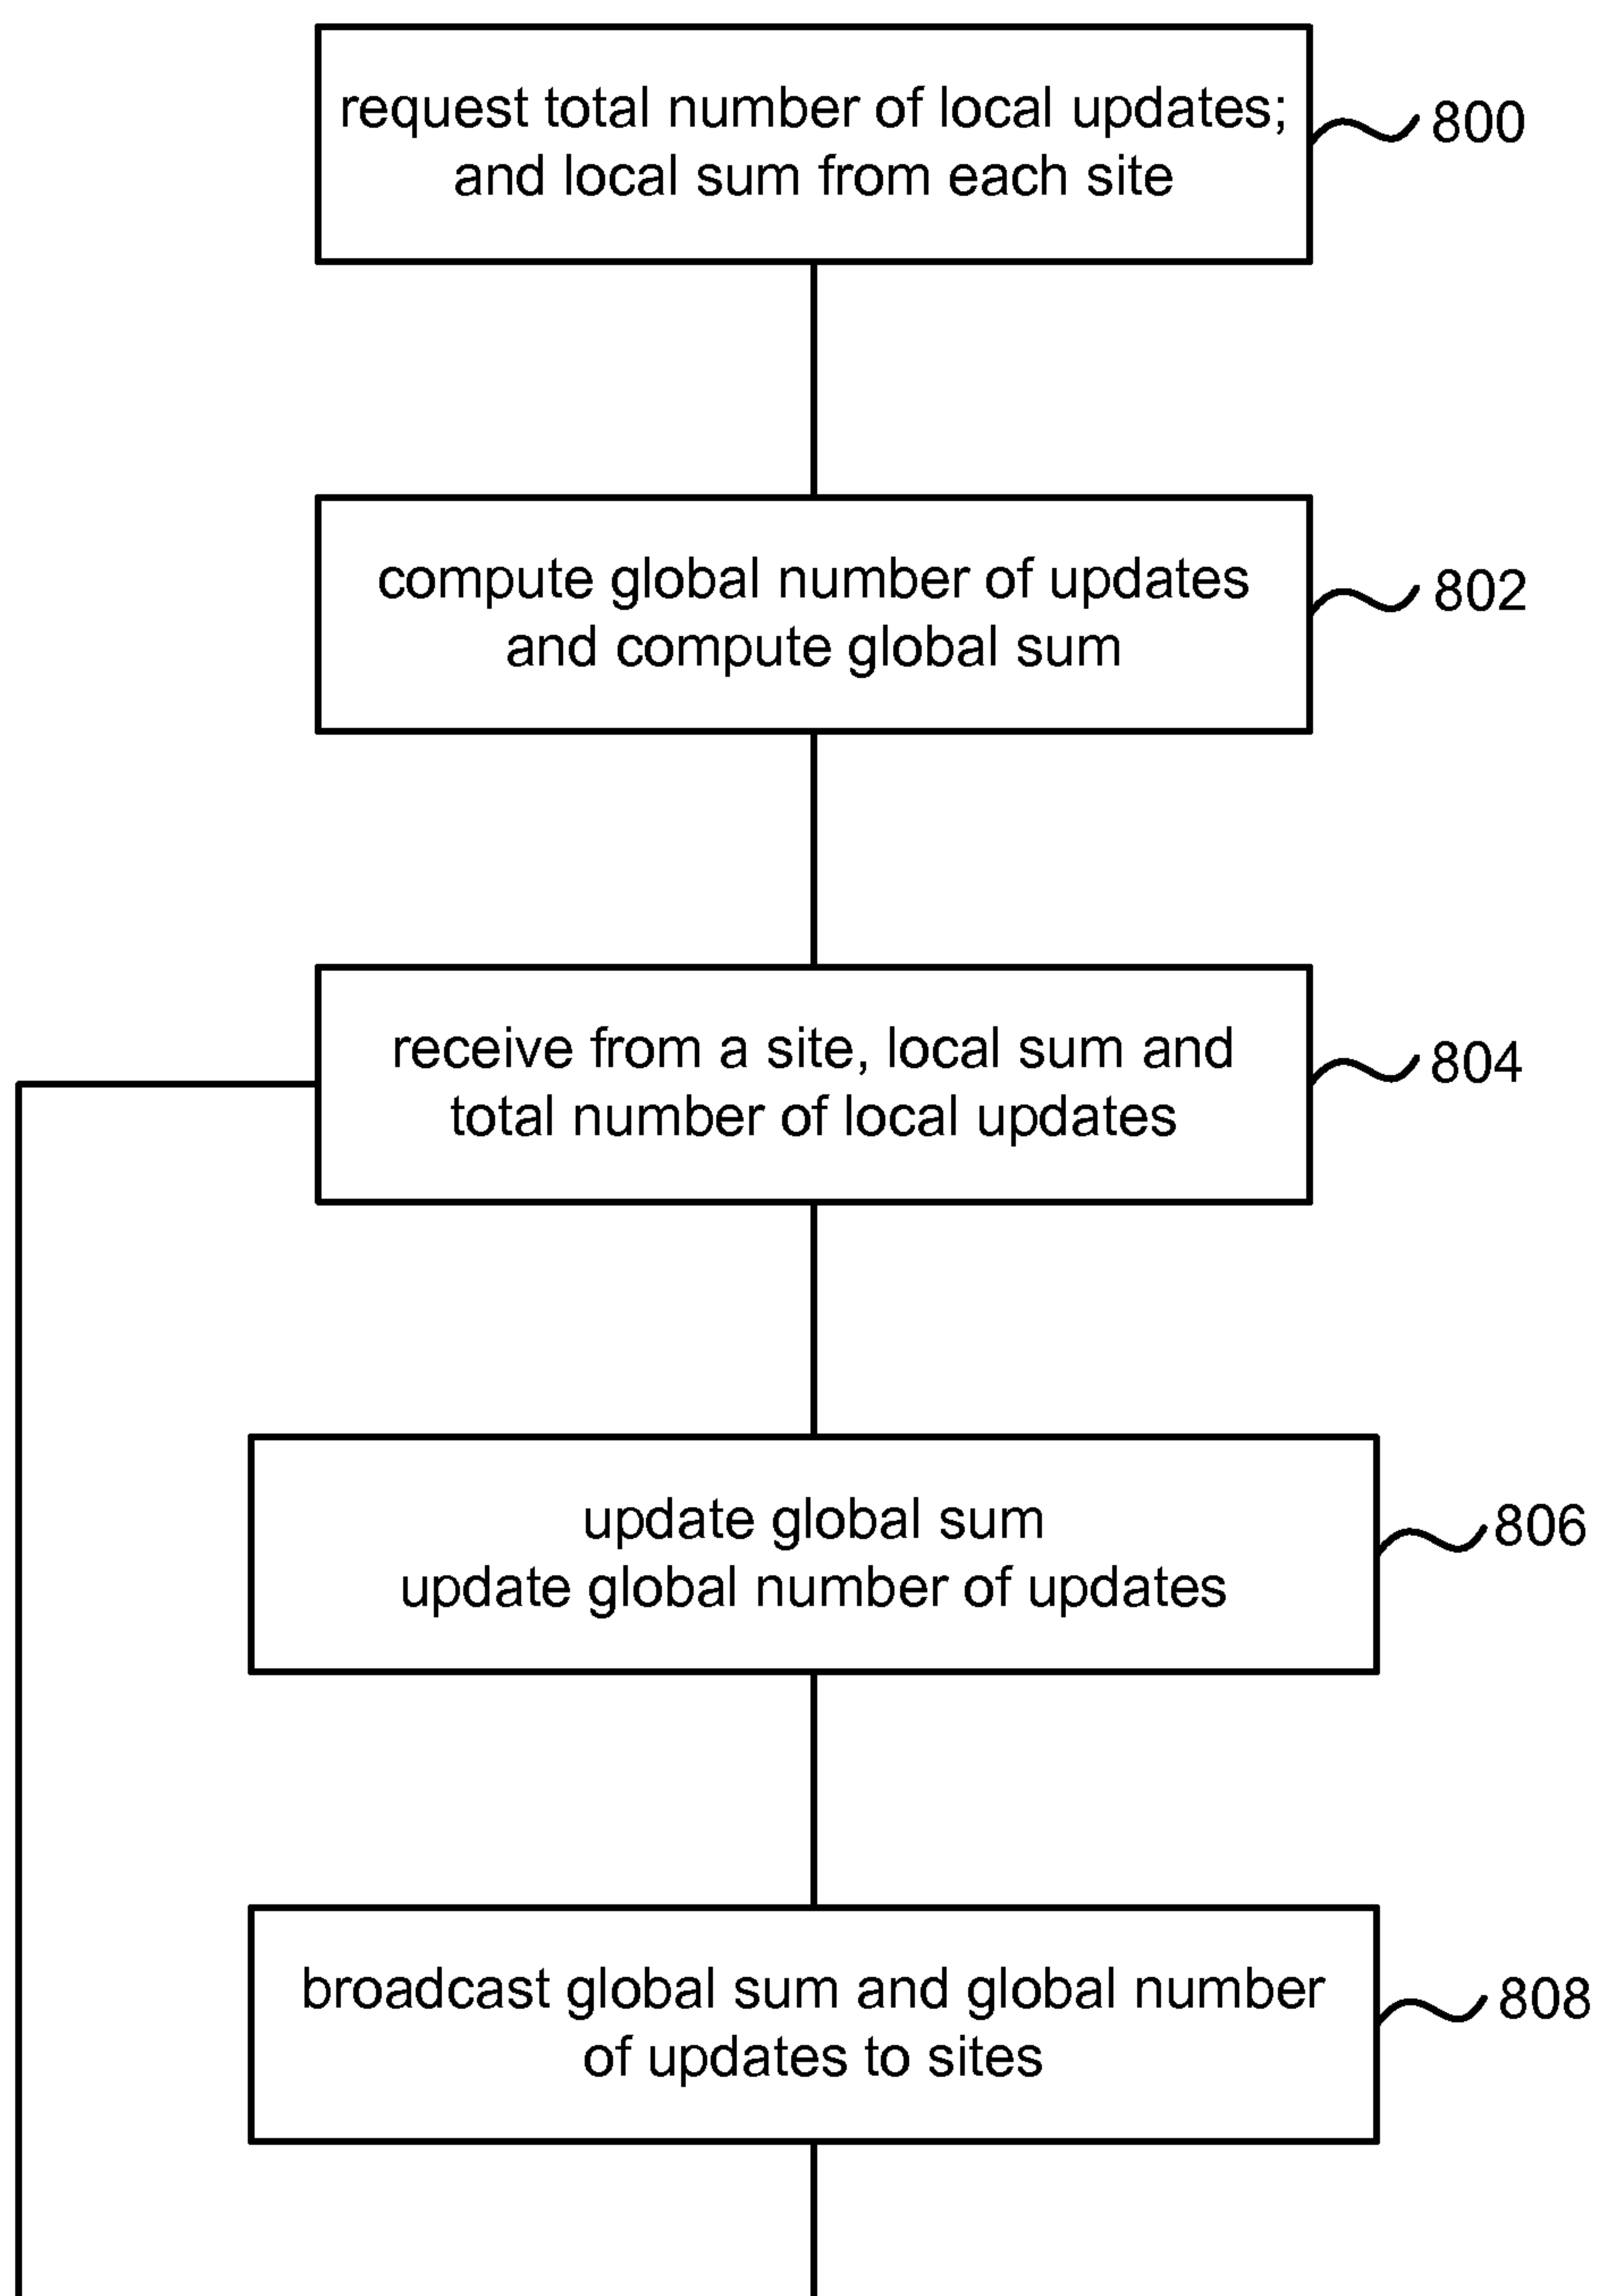 request total number of local updates;
and local sum from each site
800
compute global number of updates
and compute global sum
802
receive from a site, local sum and
total number of local updates
804
update global sum
update global number of updates
806
broadcast global sum and global number
of updates to sites
808